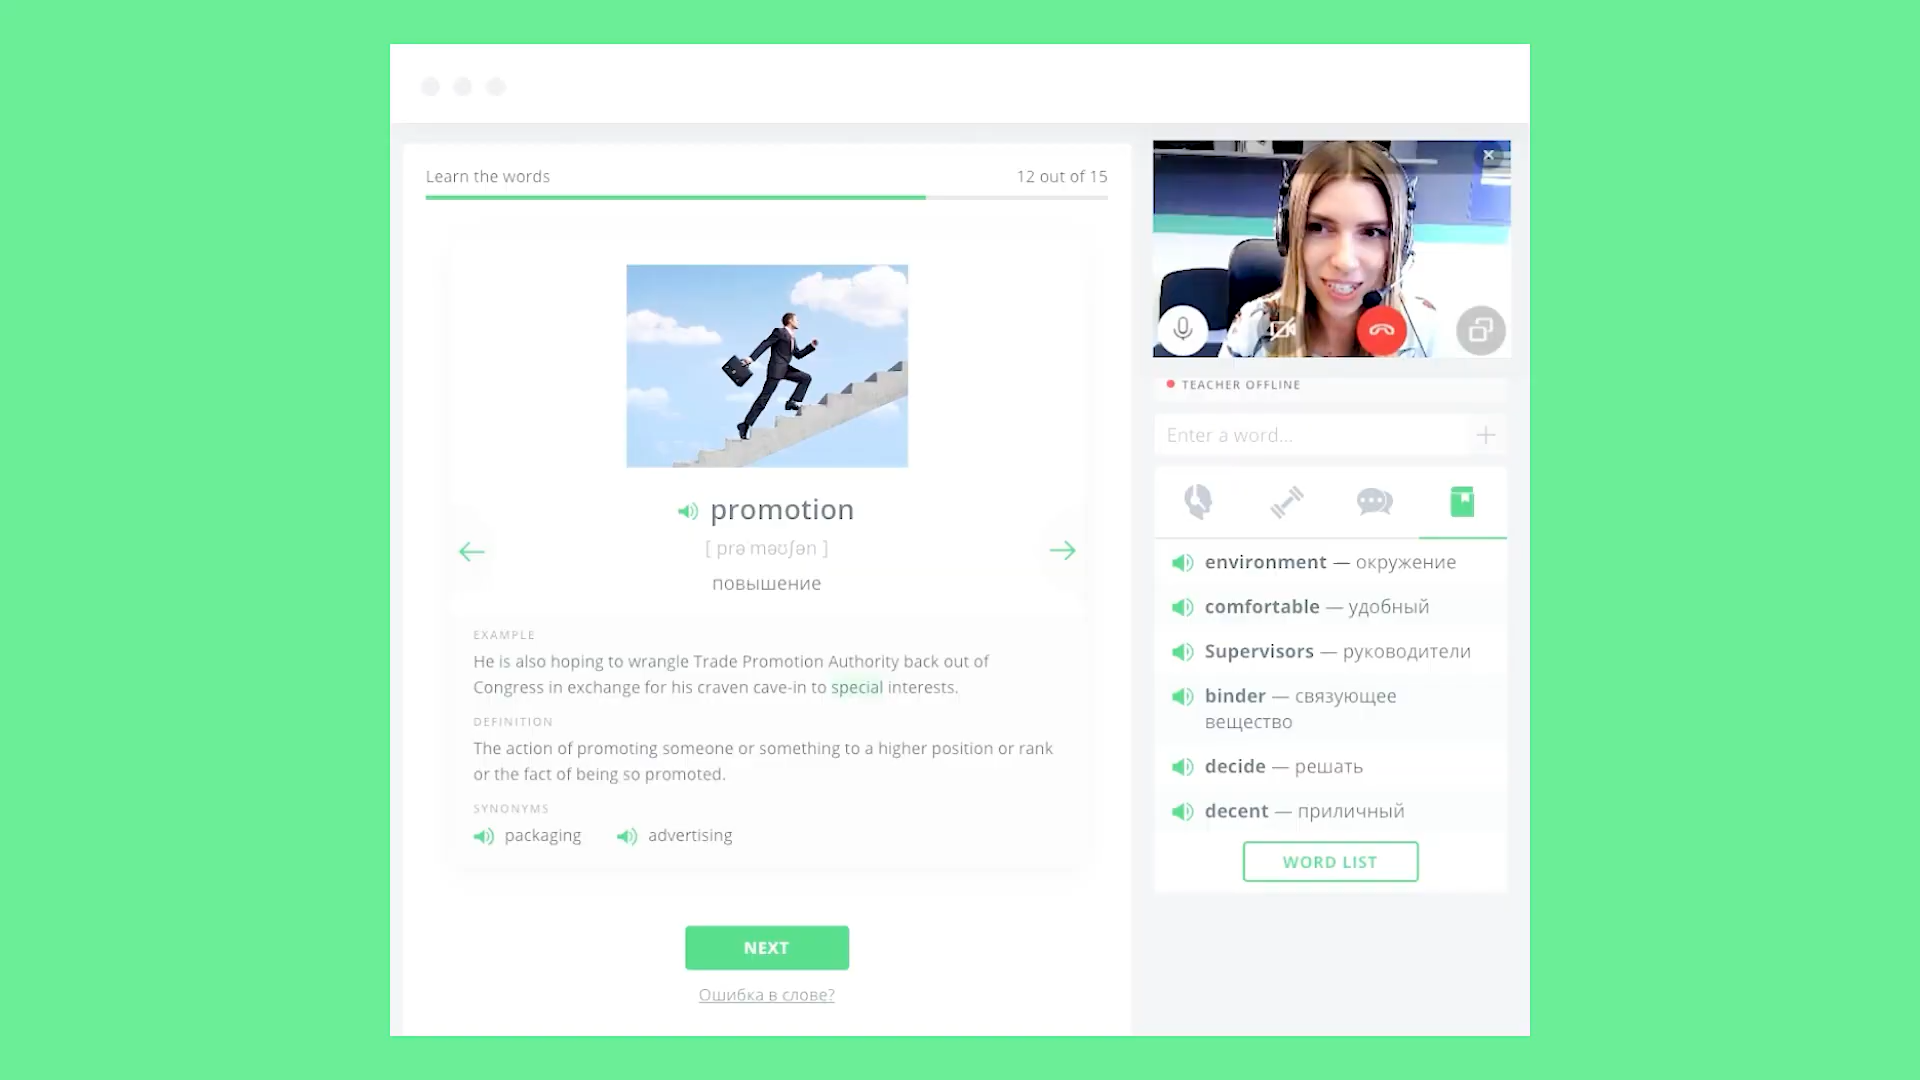 Learn the words
12 out of 15
promotion
[ prə məʊʃən ]
повышение
EXAMPLE
He is also hoping to wrangle Trade Promotion Authority back out of
Congress in exchange for his craven cave-in to special interests.
DEFINITION
The action of promoting someone or something to a higher position or rank
or the fact of being so promoted.
SYNONYMS
packaging advertising
NEXT
Ошибка в слове?
TEACHER OFFLINE
Enter a word...
environment — окружение
comfortable — удобный
Supervisors — руководители
binder — связующее
вещество
decide — решать
decent — приличный
WORD LIST